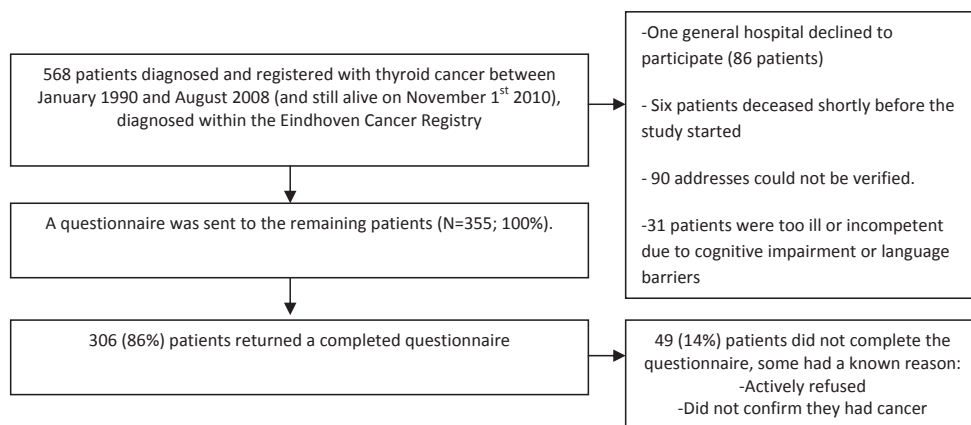 568 patients diagnosed and registered with thyroid cancer between
January 1990 and August 2008 (and still alive on November 1st 2010),
diagnosed within the Eindhoven Cancer Registry
-One general hospital declined to
participate (86 patients)
- Six patients deceased shortly before the
study started
- 90 addresses could not be verified.
-31 patients were too ill or incompetent
due to cognitive impairment or language
barriers
A questionnaire was sent to the remaining patients (N=355; 100%).
306 (86%) patients returned a completed questionnaire
49 (14%) patients did not complete the
questionnaire, some had a known reason:
-Actively refused
-Did not confirm they had cancer